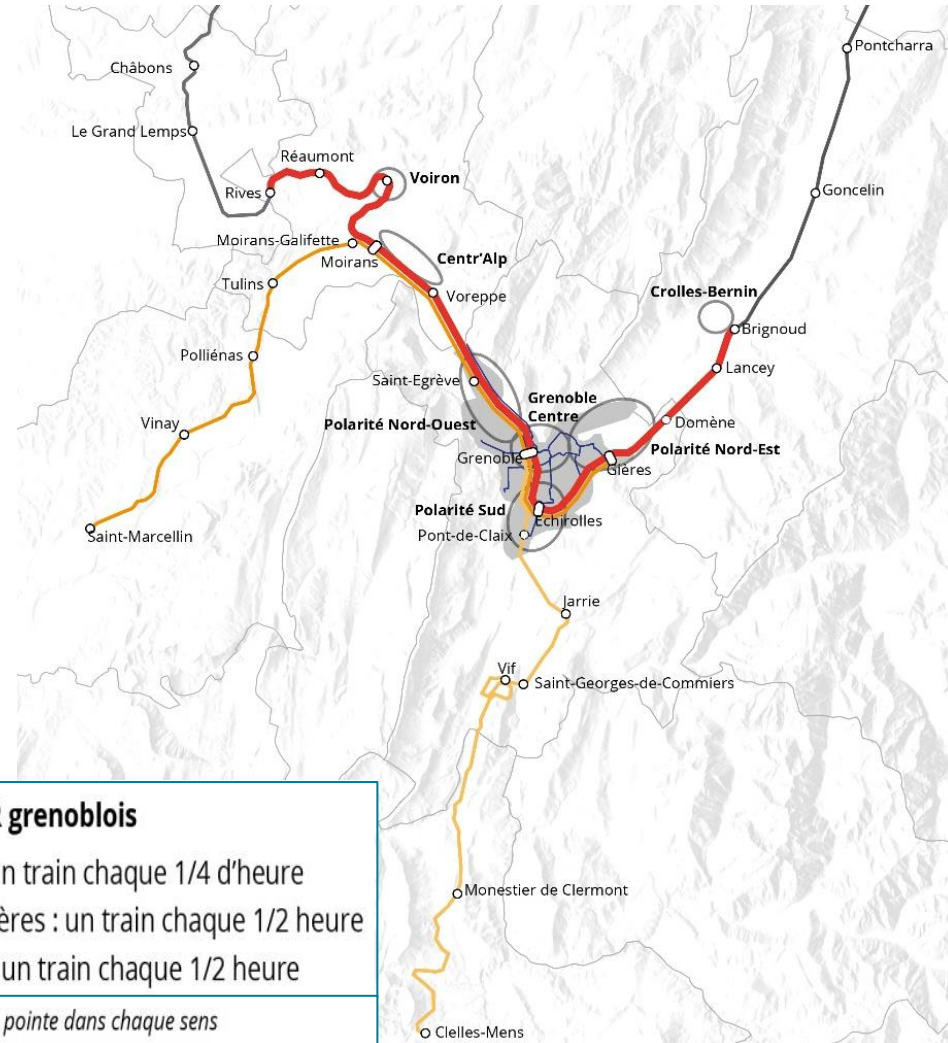 Pontcharra
Châbons
Le Grand Lemps
Réaumont
Voiron
Rives
Goncelin
Moirans-Galifette
Moirans
Centr'Alp
Tulins
Voreppe
Crolles-Bernin
Brignoud
Polliénas
Lancey
Saint-Egrève
Grenoble
Centre
Vinay
Polarité Nord-Ouest
Domène
Polarité Nord-Est
Grenoble
Gières
Polarité Sud
Echirolles
Saint-Marcellin
Pont-de-Claix
Jarrie
Vif
Saint-Georges-de-Commiers
grenoblois
n train chaque 1/4 d'heure
ères : un train chaque 1/2 heure
un train chaque 1/2 heure
pointe dans chaque sens
Monestier de Clermont
Clelles-Mens